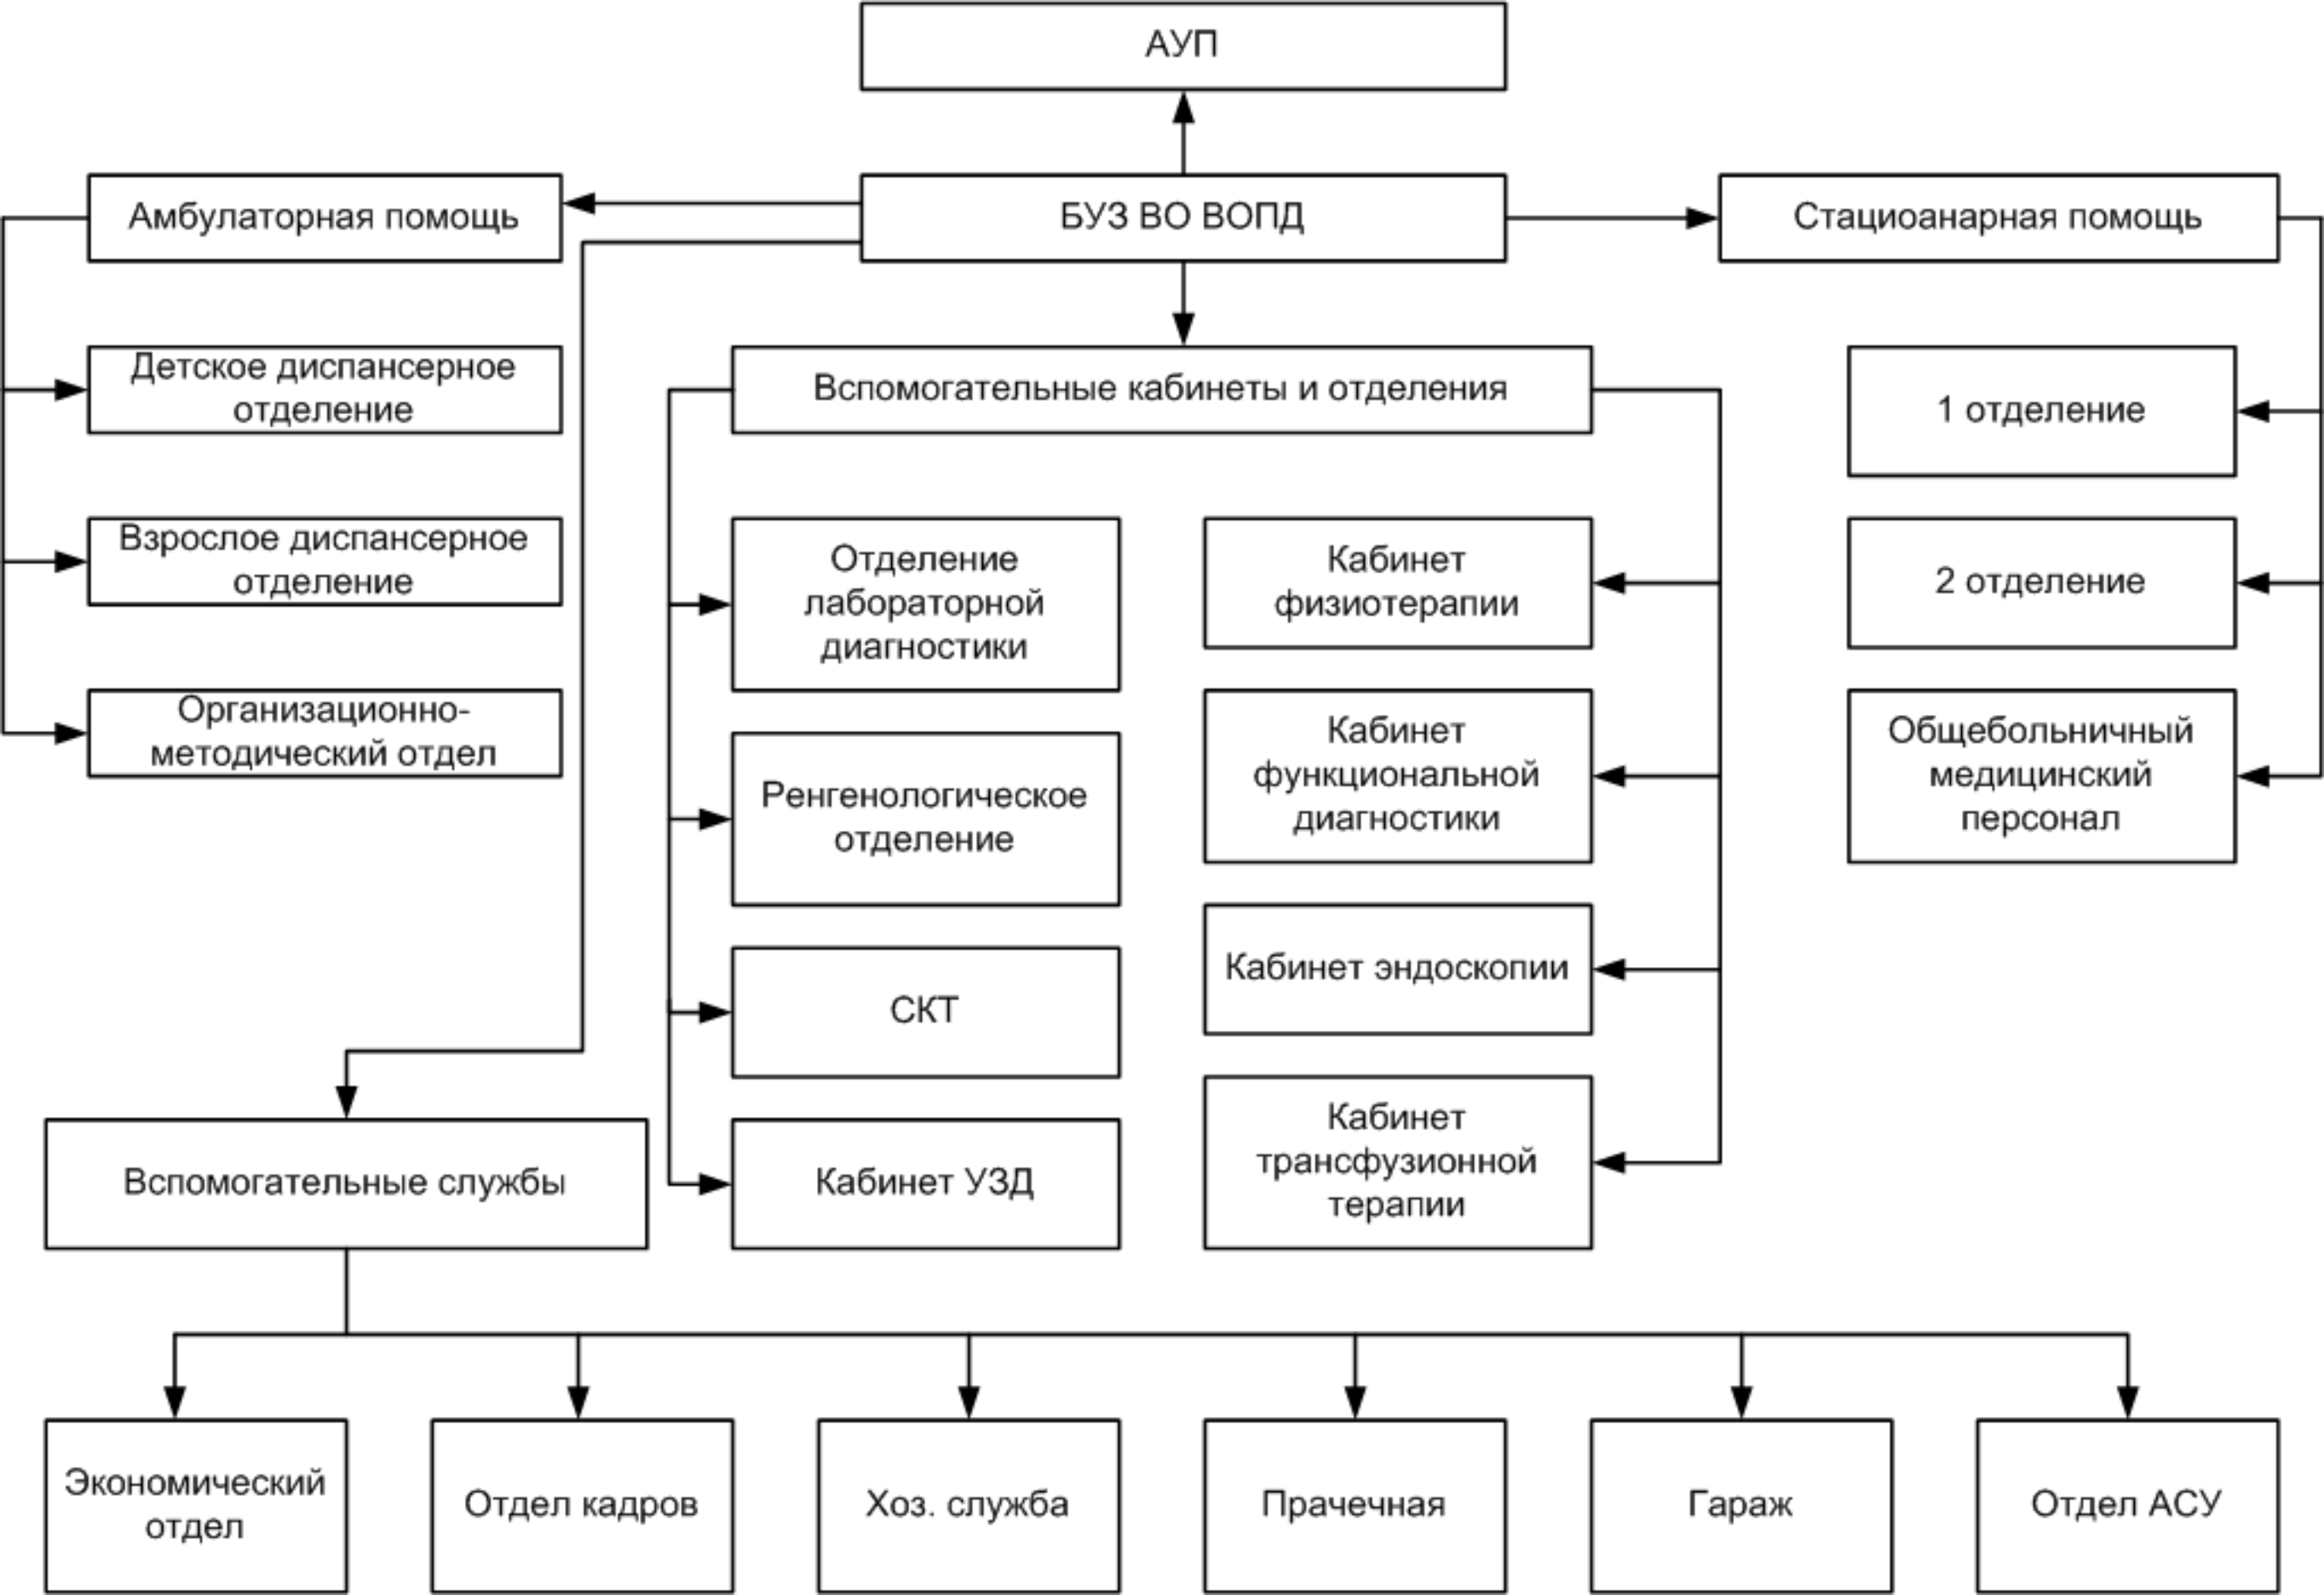 АУП
Амбулаторная помощь
БУЗ ВО ВОПД
Стациоанарная помощь
Детское диспансерное
отделение
Взрослое диспансерное
отделение
Организационно-
методический отдел
Вспомогательные кабинеты и отделения
Отделение
лабораторной
диагностики
Ренгенологическое
отделение
СКТ
Кабинет УЗД
Кабинет
физиотерапии
Кабинет
функциональной
диагностики
Кабинет эндоскопии
Кабинет
трансфузионной
терапии
1 отделение
2 отделение
Общебольничный
медицинский
персонал
Вспомогательные службы
Экономический
отдел
Отдел кадров
Хоз. служба
Прачечная
Гараж
Отдел АСУ